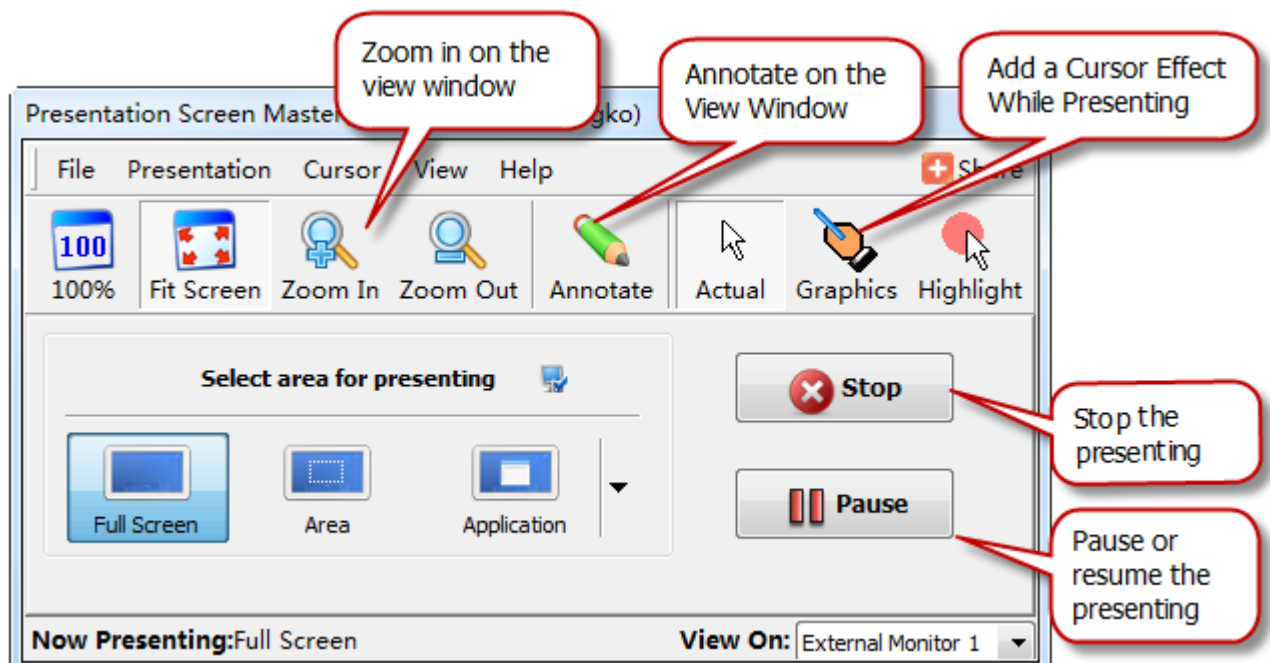 Zoom in on the
view window
Annotate on the
View Window
Add a Cursor Effect
While Presenting
Presentation Screen Master
gko)
File Presentation Cursor View Help
100
100% Fit Screen Zoom In Zoom Out Annotate Actual Graphics Highlight
Select area for presenting
Stop
Stop the
presenting
Full Screen Area Application
Pause
Pause or
resume the
presenting
Now Presenting:Full Screen View On: External Monitor 1